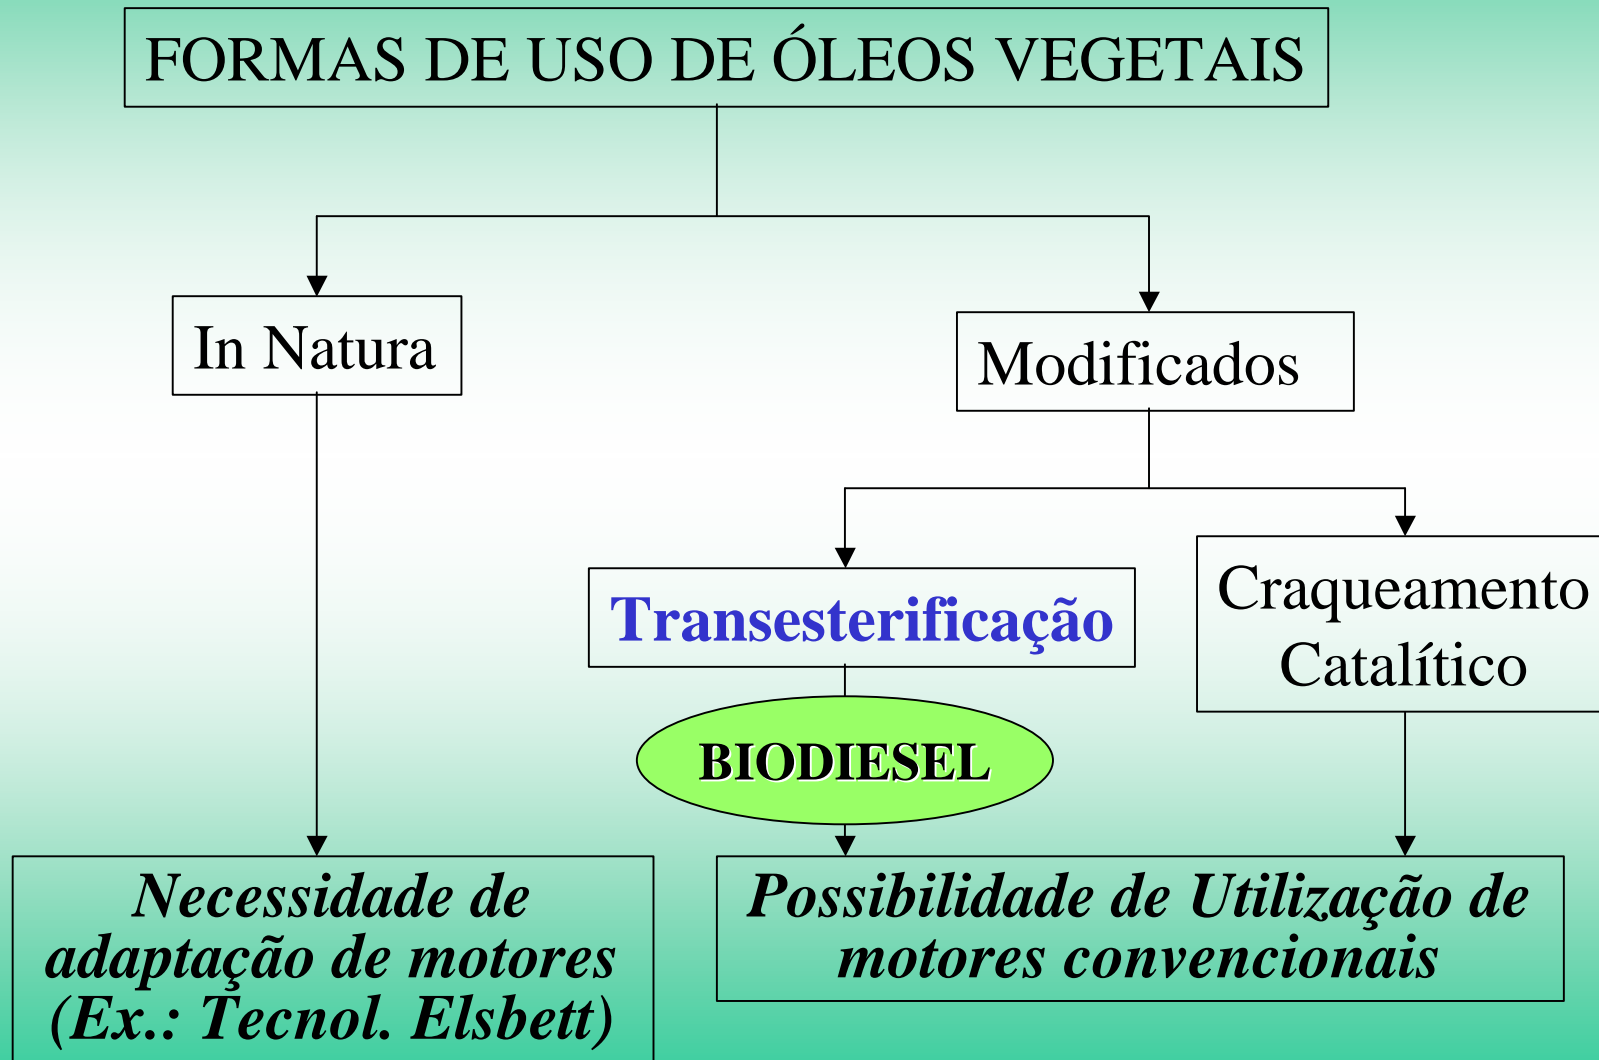 FORMAS DE USO DE ÓLEOS VEGETAIS
In Natura
Modificados
Transesterificação
Craqueamento
Catalítico
BIODIESEL
Necessidade de
adaptação de motores
(Ex.: Tecnol. Elsbett)
Possibilidade de Utilização de
motores convencionais